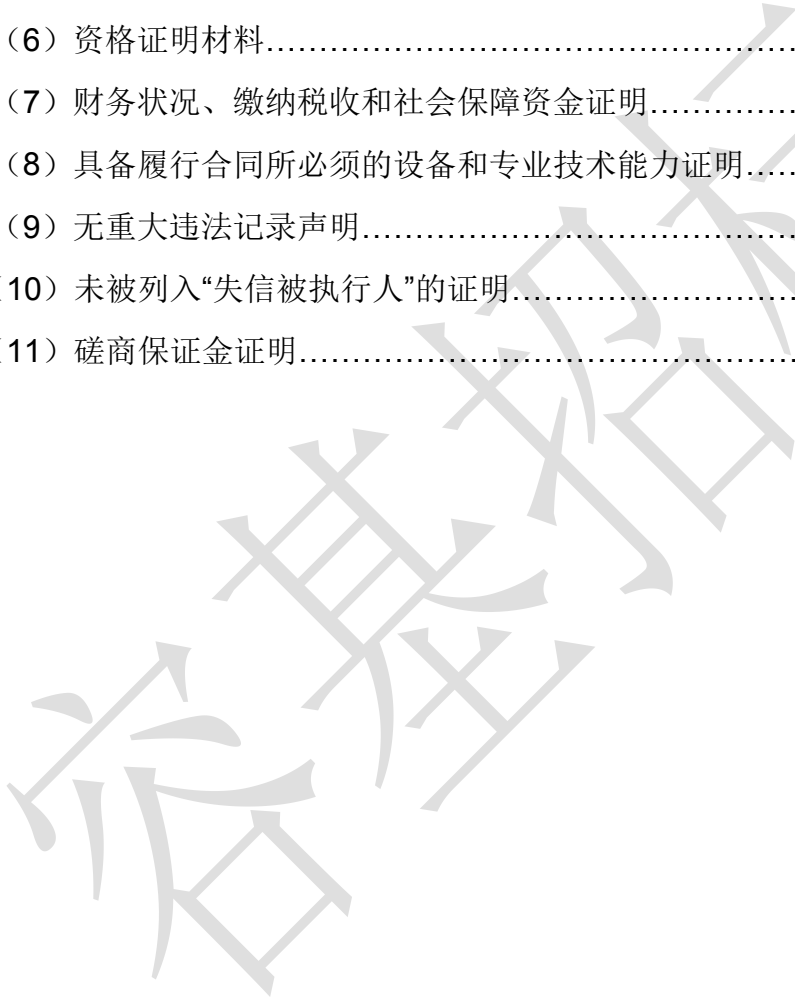 （6）资格证明材料……………………………………………
（7）财务状况、缴纳税收和社会保障资金证明……………
（8）具备履行合同所必须的设备和专业技术能力证明……
（9）无重大违法记录声明……………………………………
（10）未被列入“失信被执行人”的证明……………………
（11）磋商保证金证明…………………………………………
容基招标